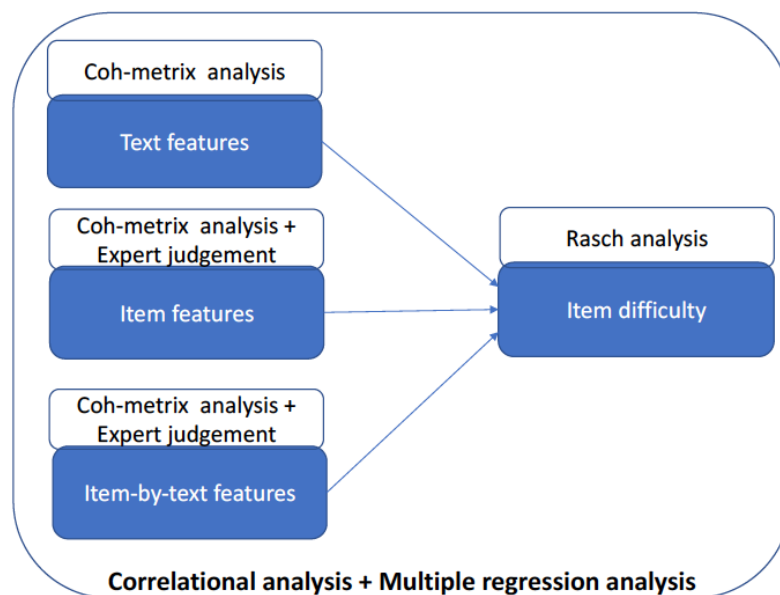 Coh-metrix analysis
Text features
Coh-metrix analysis +
Expert judgement
Item features
Rasch analysis
Item difficulty
Coh-metrix analysis +
Expert judgement
Item-by-text features
Correlational analysis + Multiple regression analysis